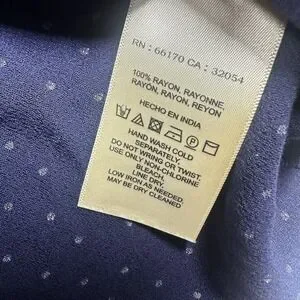 RN : 66170 CA : 32054
100% RAYON, RAYONNE,
RAYÓN, RAYON, REYON
HECHO EN INDIA
HAND WASH COLD
SEPARATELY.
DO NOT WRING OR TWIST.
USE ONLY NON-CHLORINE
BLEACH.
LINE DRY.
LOW IRON AS NEEDED.
MAY BE DRY CLEANED